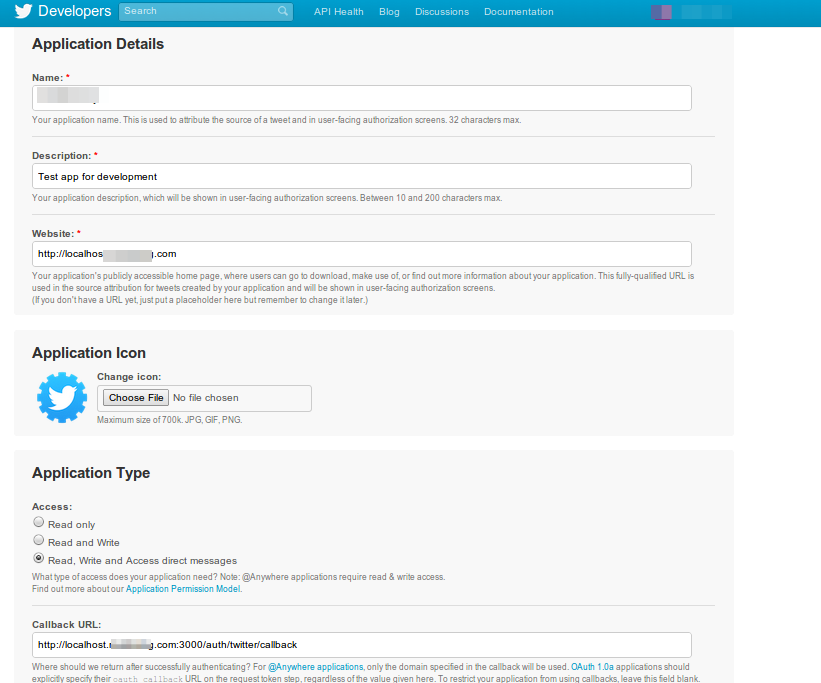 Developers
Search
API Health Blog Discussions Documentation
Application Details
Name: *
Your application name. This is used to attribute the source of a tweet and in user-facing authorization screens. 32 characters max.
Description: *
Test app for development
Your application description, which will be shown in user-facing authorization screens. Between 10 and 200 characters max.
Website: *
http://localhos .com
Your application's publicly accessible home page, where users can go to download, make use of, or find out more information about your application. This fully-qualified URL is
used in the source attribution for tweets created by your application and will be shown in user-facing authorization screens.
(If you don't have a URL yet, just put a placeholder here but remember to change it later.)
Application Icon
Change icon:
Choose File No file chosen
Maximum size of 700k. JPG, GIF, PNG.
Application Type
Access:
Read only
Read and Write
Read, Write and Access direct messages
What type of access does your application need? Note: @Anywhere applications require read & write access.
Find out more about our Application Permission Model.
Callback URL:
http://localhost. g.com:3000/auth/twitter/callback
Where should we return after successfully authenticating? For @Anywhere applications, only the domain specified in the callback will be used. OAuth 1.0a applications should
explicitly specify their oauth_callback URL on the request token step, regardless of the value given here. To restrict your application from using callbacks, leave this field blank.